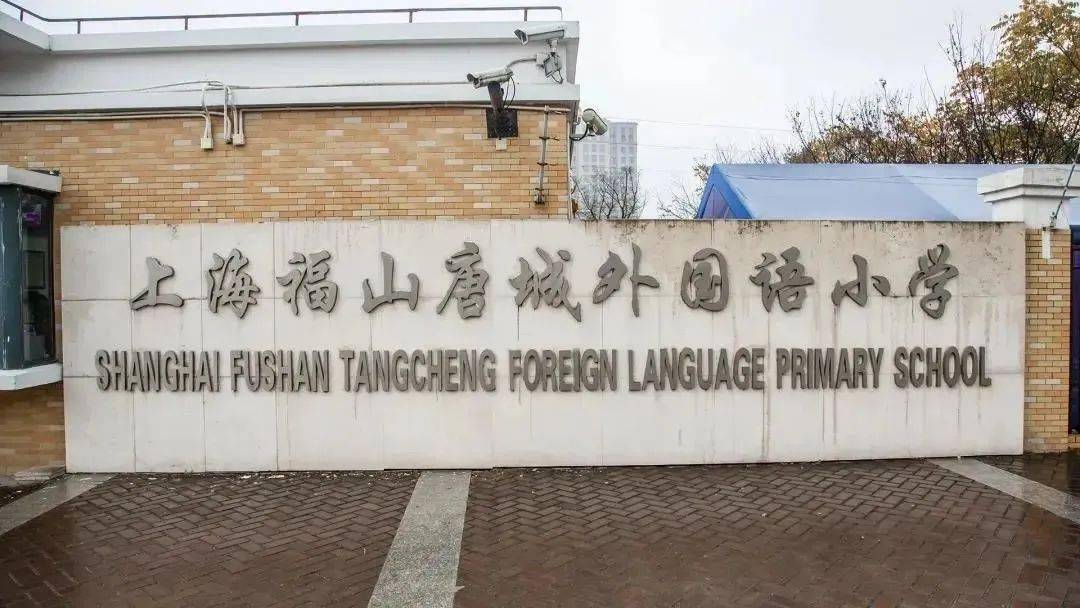 上海福山唐城外国语小学
SHANGHAI FUSHAN TANGCHENG FOREIGN LANGUAGE PRIMARY SCHOOL